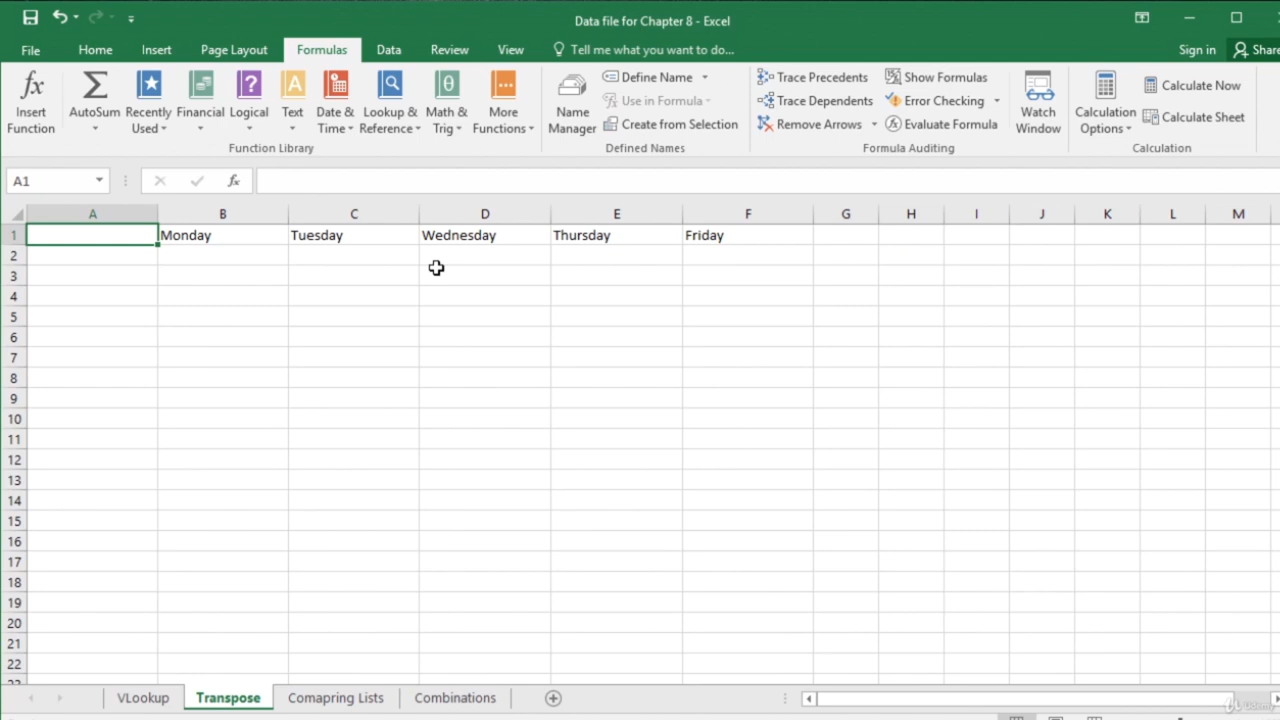 Data file for Chapter 8 - Excel
File Home Insert Page Layout Formulas Data Review View Tell me what you want to do... Sign in Share
Insert Function
AutoSum
Recently Used
Financial
Logical
Text
Date & Time
Lookup & Reference
Math & Trig
More Functions
Function Library
Name Manager
Define Name
Use in Formula
Create from Selection
Defined Names
Trace Precedents
Trace Dependents
Remove Arrows
Show Formulas
Error Checking
Evaluate Formula
Formula Auditing
Watch Window
Calculation Options
Calculate Now
Calculate Sheet
Calculation
A1 fx
A B C D E F G H I J K L M
1 Monday Tuesday Wednesday Thursday Friday
2
3
4
5
6
7
8
9
10
11
12
13
14
15
16
17
18
19
20
21
22
VLookup Transpose Comapring Lists Combinations
Udemy